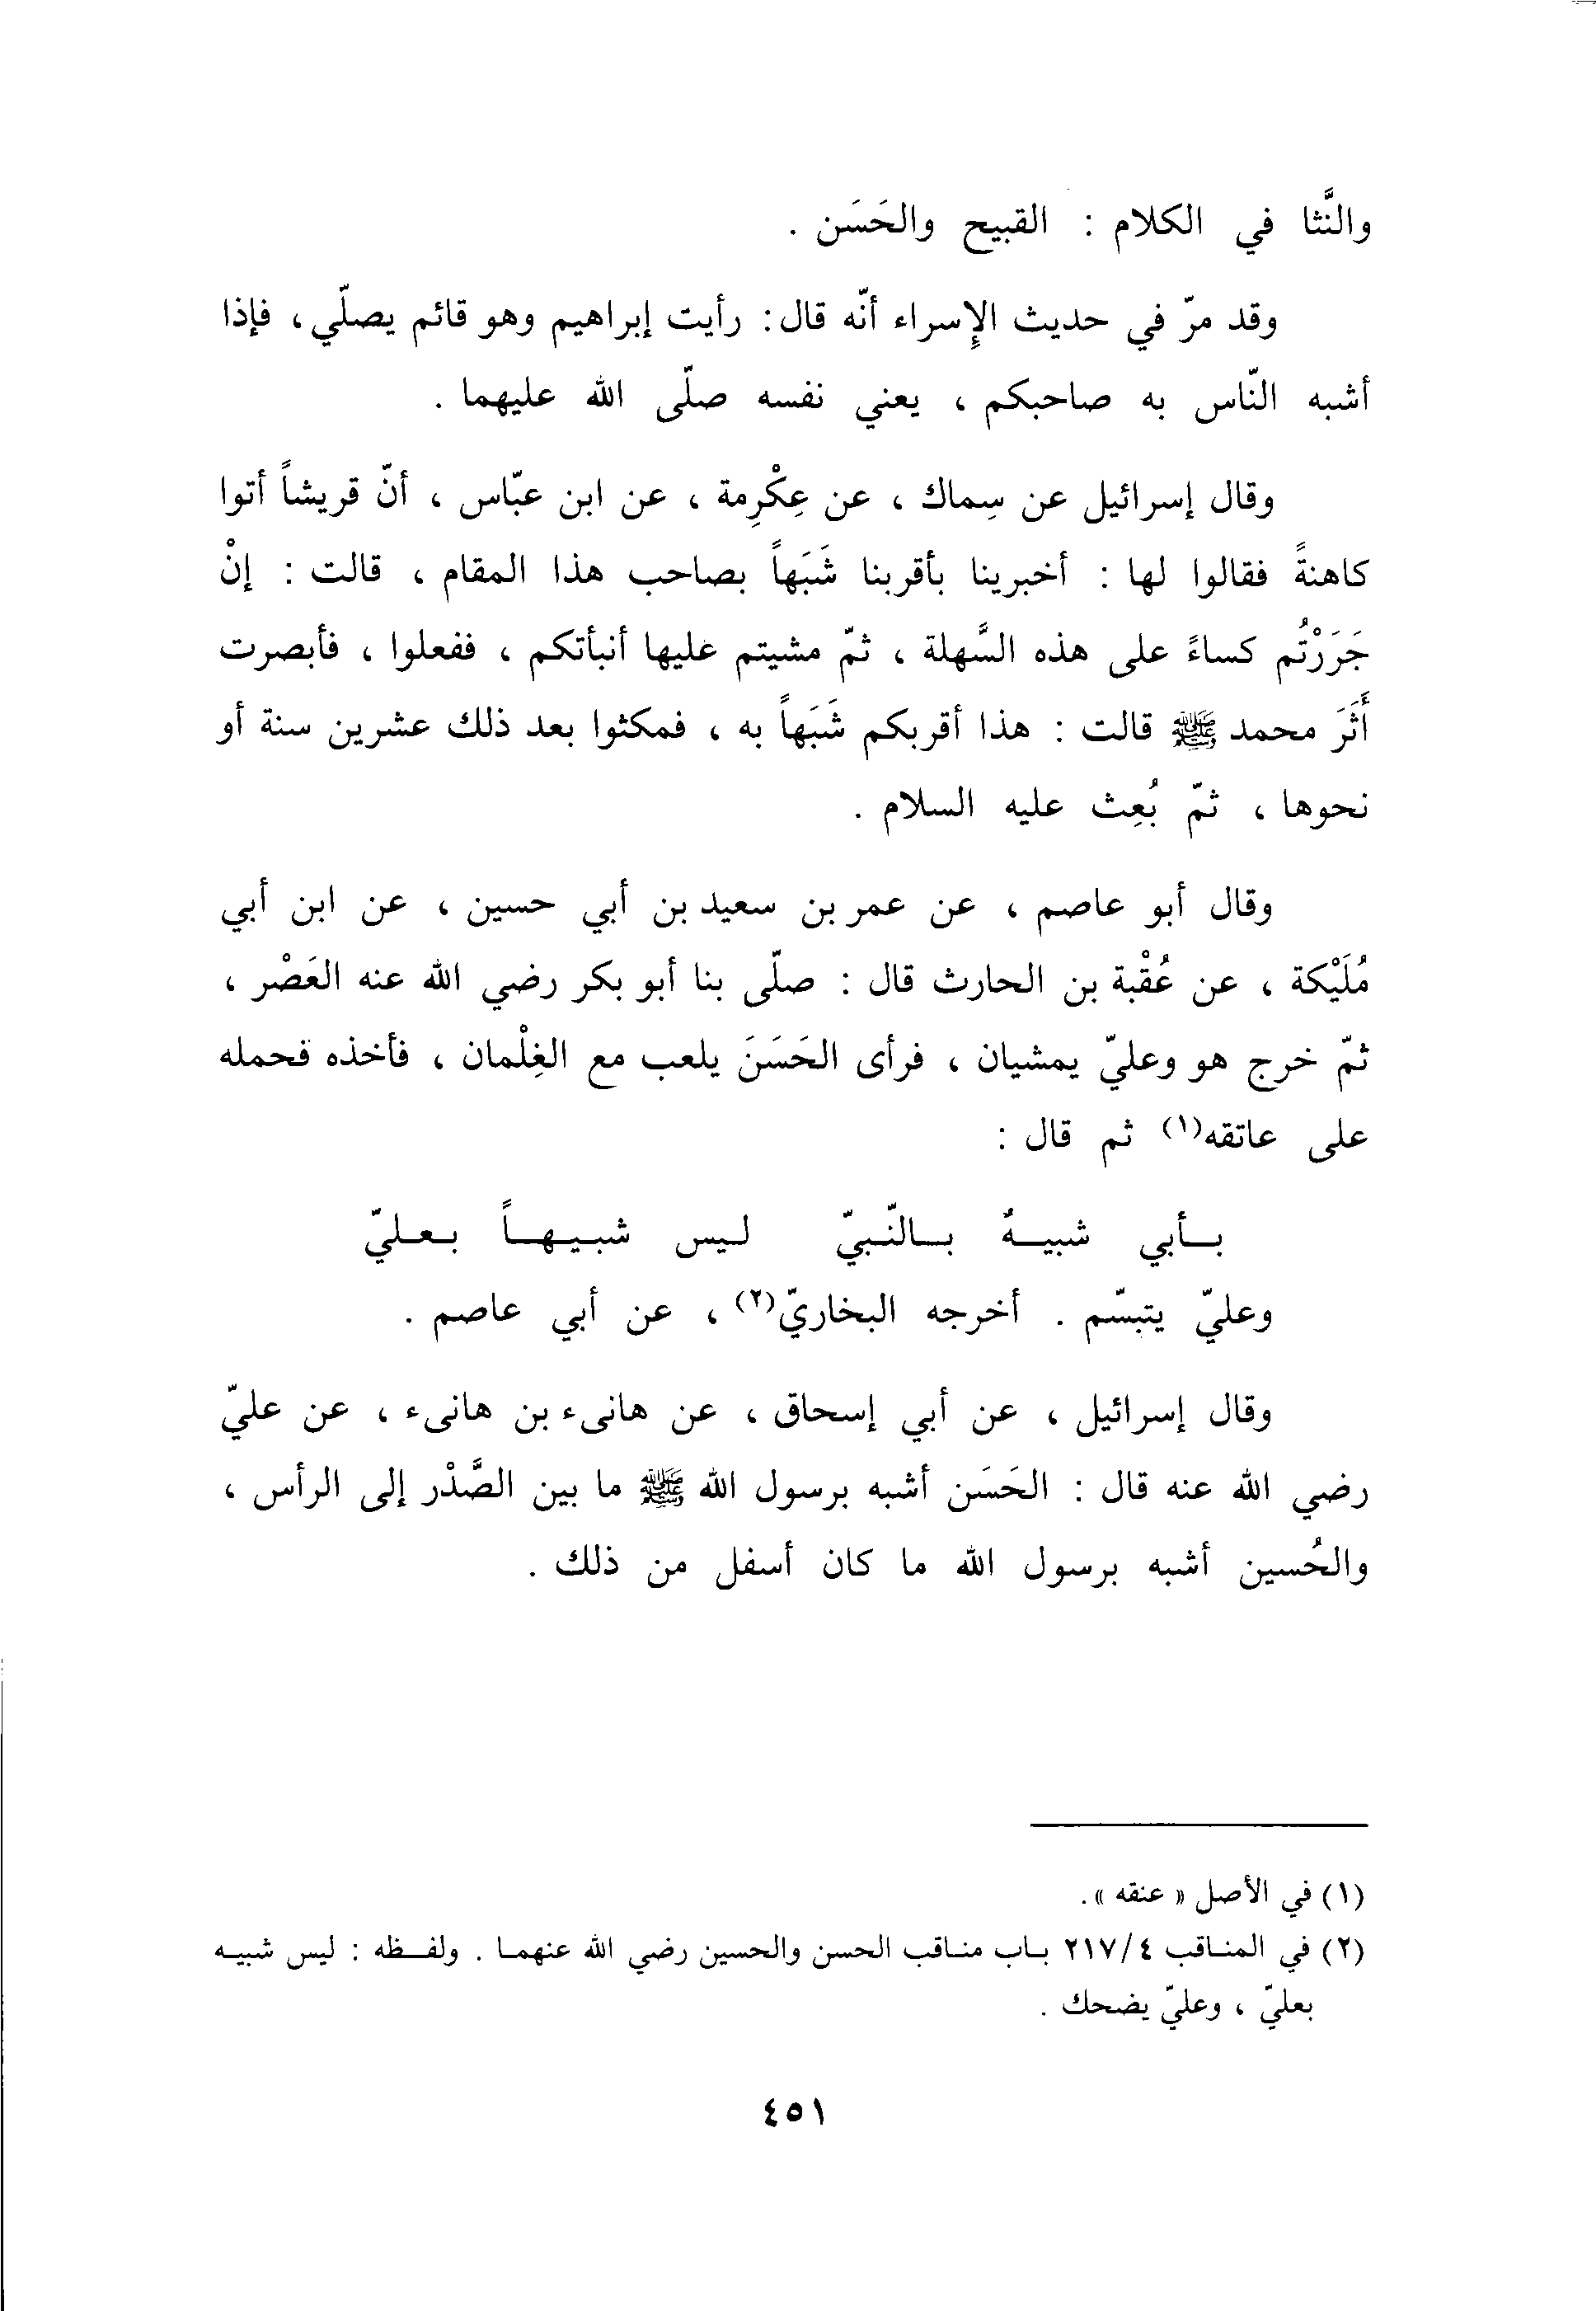 والنَّثا في الكلام : القبيح والحَسَن .
وقد مرّ في حديث الإسراء أنّه قال : رأيت إبراهيم وهو قائم يصلّي ، فإذا
أشبه النّاس به صاحبكم ، يعني نفسه صلّى الله عليهما .
وقال إسرائيل عن سِماك ، عن عِكْرِمة ، عن ابن عبّاس ، أنّ قريشاً أتوا
كاهنةً فقالوا لها : أخبرينا بأقربنا شَبَهاً بصاحب هذا المقام ، قالت : إنْ
جَرَرْتُم كساءً على هذه السَّهلة ، ثمّ مشيتم عليها أنبأتكم ، ففعلوا ، فأبصرت
أَثَرَ محمد ﷺ قالت : هذا أقربكم شَبَهاً به ، فمكثوا بعد ذلك عشرين سنة أو
نحوها ، ثمّ بُعِث عليه السلام .
وقال أبو عاصم ، عن عمر بن سعيد بن أبي حسين ، عن ابن أبي
مُلَيْكة ، عن عُقْبة بن الحارث قال : صلّى بنا أبو بكر رضي الله عنه العَصْر ،
ثمّ خرج هو وعليّ يمشيان ، فرأى الحَسَنَ يلعب مع الغِلْمان ، فأخذه فحمله
على عاتقه(١) ثم قال :
بـأبي شبيـهٌ بـالنّـبيّ ليس شبيـهـاً بـعـليّ
وعليّ يتبسّم . أخرجه البخاريّ(٢) ، عن أبي عاصم .
وقال إسرائيل ، عن أبي إسحاق ، عن هانىء بن هانىء ، عن عليّ
رضي الله عنه قال : الحَسَن أشبه برسول الله ﷺ ما بين الصَّدْر إلى الرأس ،
والحُسين أشبه برسول الله ما كان أسفل من ذلك .
(١) في الأصل « عنقه » .
(٢) في المناقب ٢١٧/٤ باب مناقب الحسن والحسين رضي الله عنهما . ولفظه : ليس شبيه
بعليّ ، وعليّ يضحك .
٤٥١